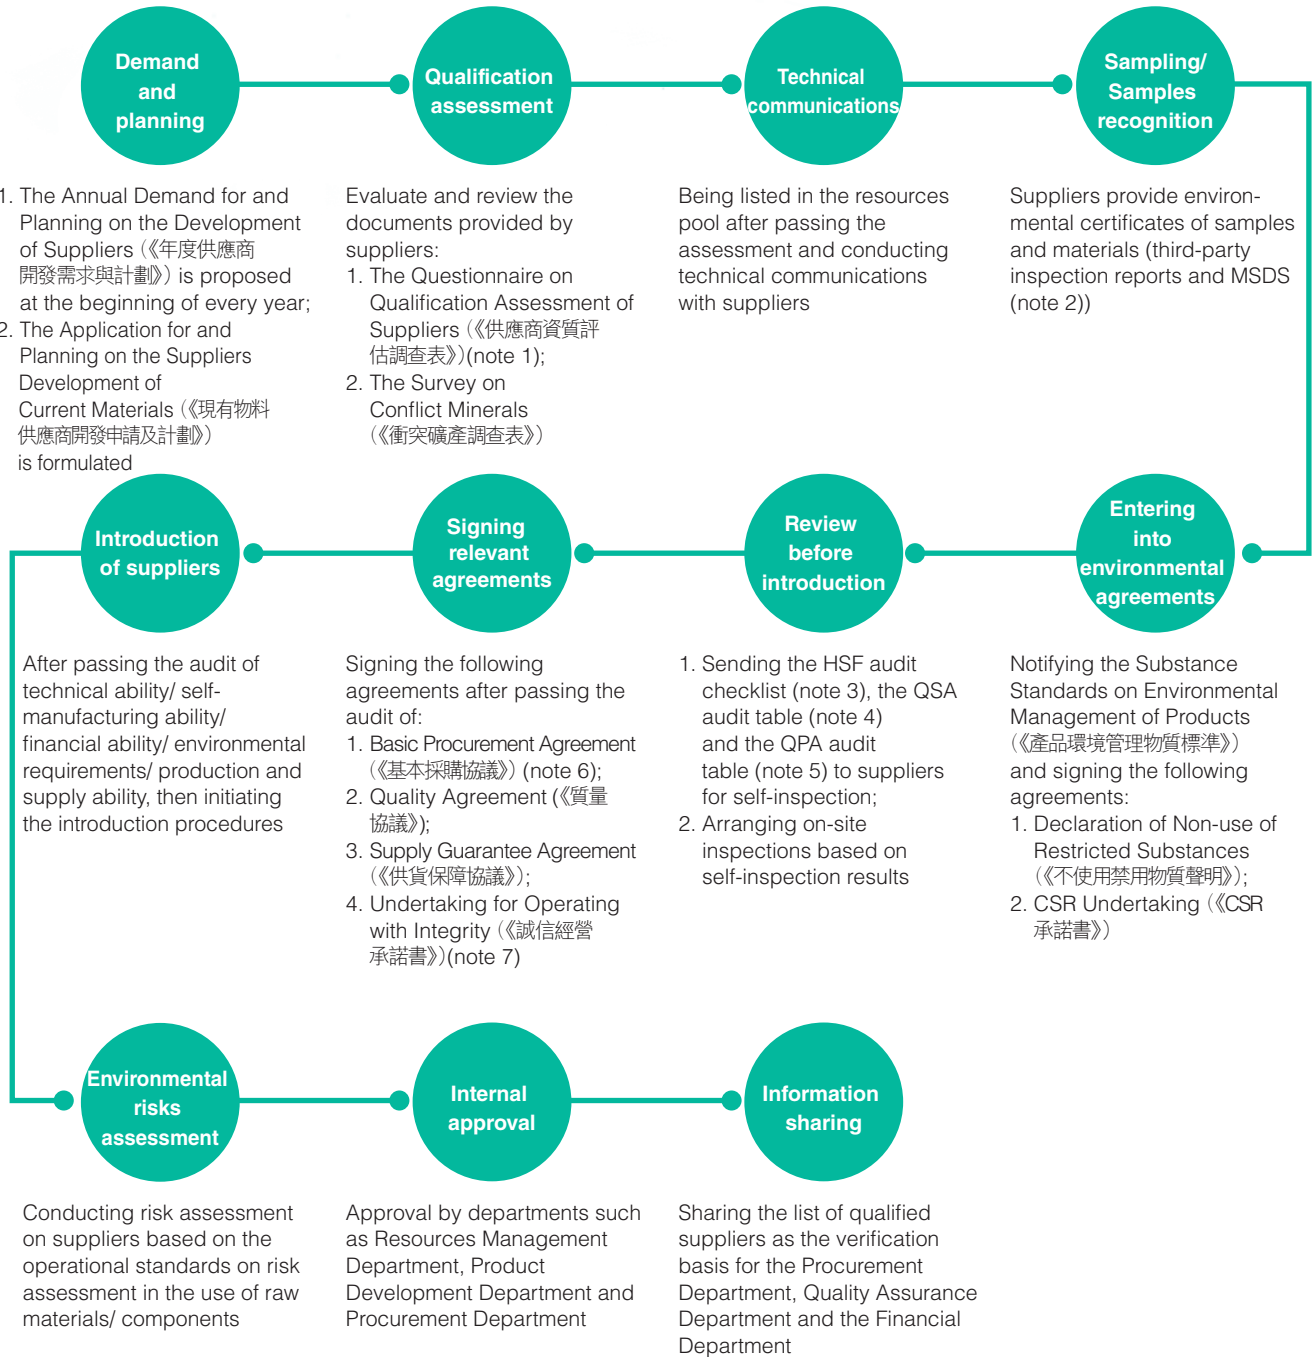 Demand
and
planning
Qualification
assessment
Technical
communications
Sampling/
Samples
recognition
1. The Annual Demand for and
Planning on the Development
of Suppliers (《年度供應商
開發需求與計劃》) is proposed
at the beginning of every year;
2. The Application for and
Planning on the Suppliers
Development of
Current Materials (《現有物料
供應商開發申請及計劃》)
is formulated
Evaluate and review the
documents provided by
suppliers:
1. The Questionnaire on
Qualification Assessment of
Suppliers (《供應商資質評
估調查表》)(note 1);
2. The Survey on
Conflict Minerals
(《衝突礦產調查表》)
Being listed in the resources
pool after passing the
assessment and conducting
technical communications
with suppliers
Suppliers provide environ-
mental certificates of samples
and materials (third-party
inspection reports and MSDS
(note 2))
Introduction
of suppliers
Signing
relevant
agreements
Review
before
introduction
Entering
into
environmental
agreements
After passing the audit of
technical ability/ self-
manufacturing ability/
financial ability/ environmental
requirements/ production and
supply ability, then initiating
the introduction procedures
Signing the following
agreements after passing the
audit of:
1. Basic Procurement Agreement
(《基本採購協議》) (note 6);
2. Quality Agreement (《質量
協議》);
3. Supply Guarantee Agreement
(《供貨保障協議》);
4. Undertaking for Operating
with Integrity (《誠信經營
承諾書》)(note 7)
1. Sending the HSF audit
checklist (note 3), the QSA
audit table (note 4)
and the QPA audit
table (note 5) to suppliers
for self-inspection;
2. Arranging on-site
inspections based on
self-inspection results
Notifying the Substance
Standards on Environmental
Management of Products
(《產品環境管理物質標準》)
and signing the following
agreements:
1. Declaration of Non-use of
Restricted Substances
(《不使用禁用物質聲明》);
2. CSR Undertaking (《CSR
承諾書》)
Environmental
risks
assessment
Internal
approval
Information
sharing
Conducting risk assessment
on suppliers based on the
operational standards on risk
assessment in the use of raw
materials/ components
Approval by departments such
as Resources Management
Department, Product
Development Department and
Procurement Department
Sharing the list of qualified
suppliers as the verification
basis for the Procurement
Department, Quality Assurance
Department and the Financial
Department